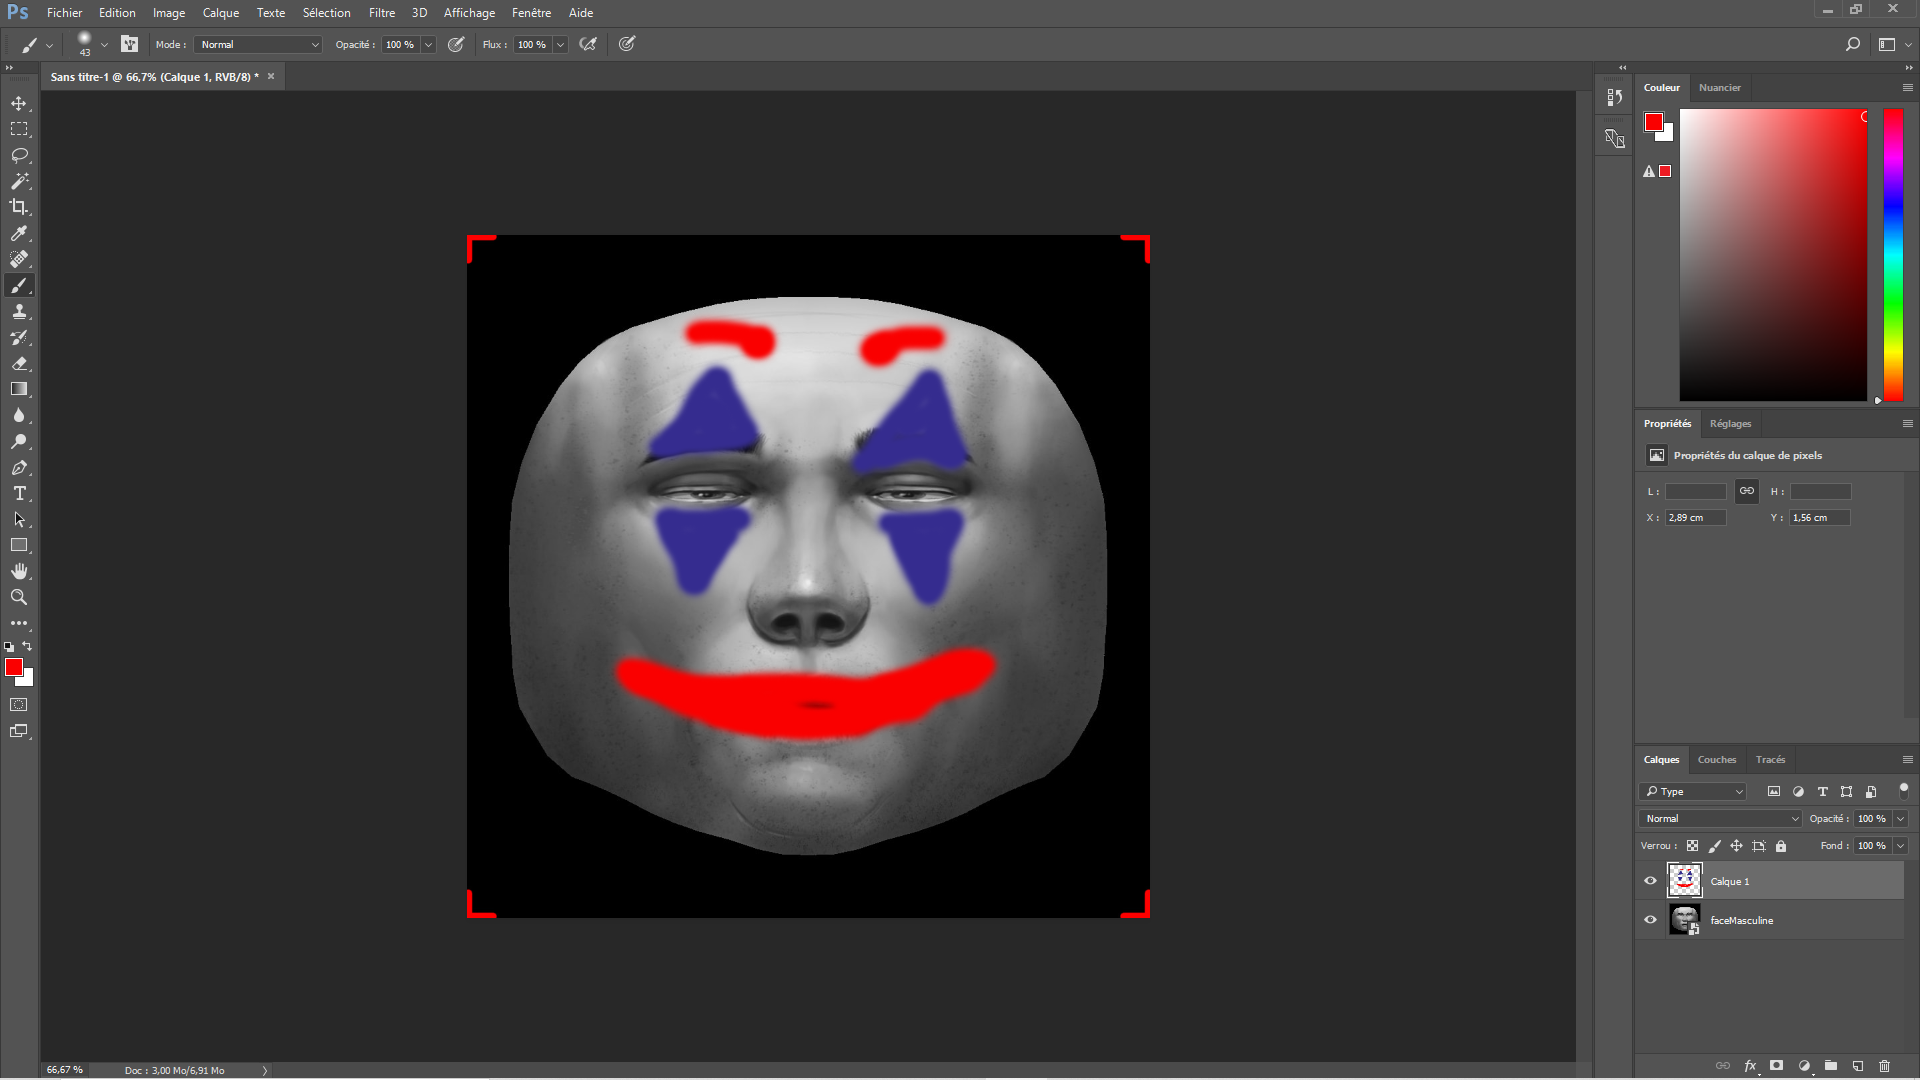 Ps Fichier Edition Image Calque Texte Sélection Filtre 3D Affichage Fenêtre Aide
43 Mode : Normal Opacité : 100 % Flux : 100 %
Sans titre-1 @ 66,7% (Calque 1, RVB/8) * ×
Couleur Nuancier
Propriétés Réglages
Propriétés du calque de pixels
L : H :
X : 2,89 cm Y : 1,56 cm
Calques Couches Tracés
Type
Normal Opacité : 100 %
Verrou : Fond : 100 %
Calque 1
faceMasculine
66,67 % Doc : 3,00 Mo/6,91 Mo